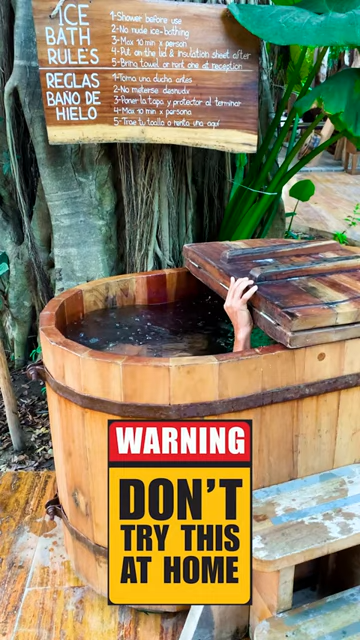 ICE
BATH
RULES
1-Shower before use
2-No nude ice-bathing
3-Max 10 min x person
4-Put on the lid & insulation sheet after
5-Bring towel or rent one at reception
REGLAS
BAÑO DE
HIELO
1-Toma una ducha antes
2-No meterse desnudx
3-Poner la tapa y protector al terminar
4-Max 10 min x persona
5-Trae tu toalla o renta una aquí
WARNING
DON'T
TRY THIS
AT HOME